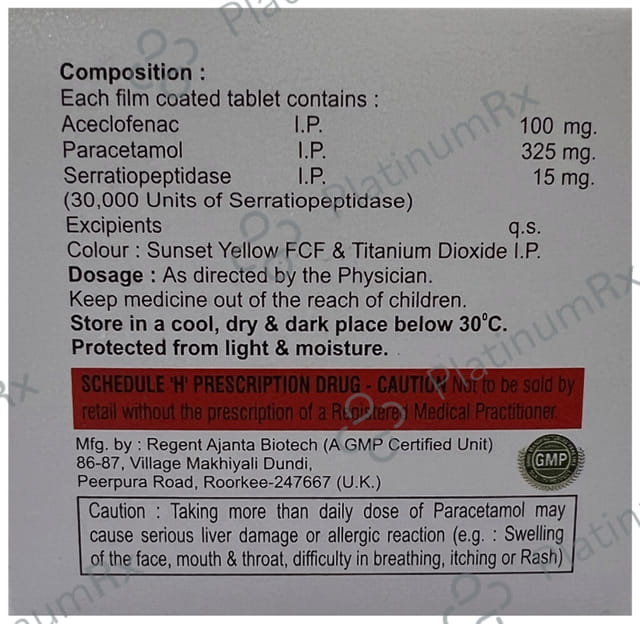 Composition :
Each film coated tablet contains :
Aceclofenac I.P. 100 mg.
Paracetamol I.P. 325 mg.
Serratiopeptidase I.P. 15 mg.
(30,000 Units of Serratiopeptidase)
Excipients q.s.
Colour : Sunset Yellow FCF & Titanium Dioxide I.P.
Dosage : As directed by the Physician.
Keep medicine out of the reach of children.
Store in a cool, dry & dark place below 30⁰C.
Protected from light & moisture.
SCHEDULE 'H' PRESCRIPTION DRUG - CAUTION Not to be sold by
retail without the prescription of a Registered Medical Practitioner.
Mfg. by : Regent Ajanta Biotech (A GMP Certified Unit)
86-87, Village Makhiyali Dundi,
Peerpura Road, Roorkee-247667 (U.K.)
GMP
Caution : Taking more than daily dose of Paracetamol may
cause serious liver damage or allergic reaction (e.g. : Swelling
of the face, mouth & throat, difficulty in breathing, itching or Rash)
PlatinumRx
PlatinumRx